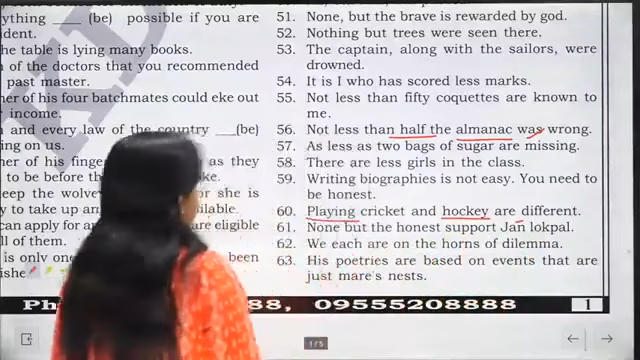 ything ____ (be) possible if you are
dent.
he table is lying many books.
of the doctors that you recommended
past master.
er of his four batchmates could eke out
income.
and every law of the country ___(be)
ing on us.
er of his fing as they
to be before th ke.
eep the wolve or she is
y to take up an ilable.
can apply for are eligible
ll of them.
is only one been
ishe
51. None, but the brave is rewarded by god.
52. Nothing but trees were seen there.
53. The captain, along with the sailors, were
drowned.
54. It is I who has scored less marks.
55. Not less than fifty coquettes are known to
me.
56. Not less than half the almanac was wrong.
57. As less as two bags of sugar are missing.
58. There are less girls in the class.
59. Writing biographies is not easy. You need to
be honest.
60. Playing cricket and hockey are different.
61. None but the honest support Jan lokpal.
62. We each are on the horns of dilemma.
63. His poetries are based on events that are
just mare's nests.
Ph 88, 09555208888 1
1/5